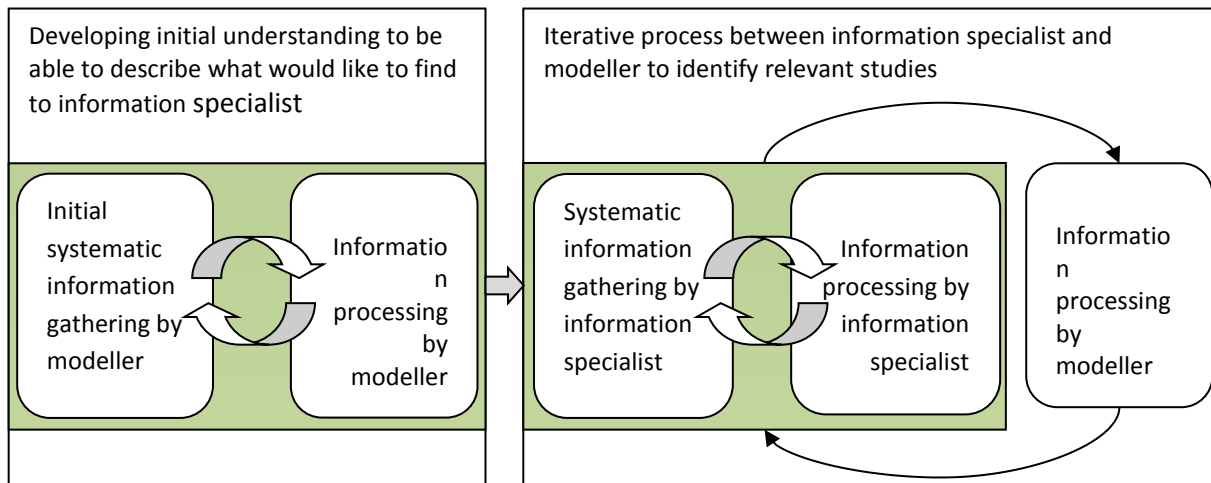 Developing initial understanding to be
able to describe what would like to find
to information specialist
Initial
systematic
information
gathering by
modeller
Informatio
n
processing
by
modeller
Iterative process between information specialist and
modeller to identify relevant studies
Systematic
information
gathering by
information
specialist
Information
processing by
information
specialist
Informatio
n
processing
by
modeller